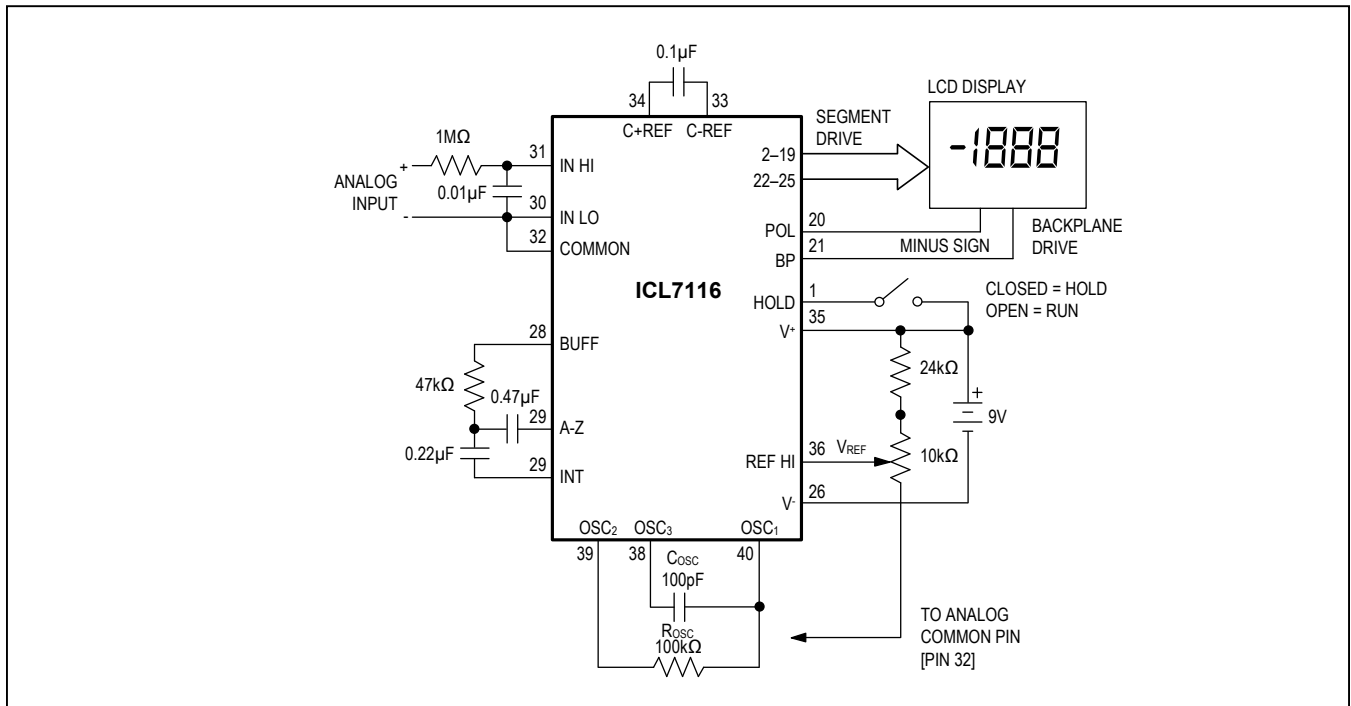 0.1µF
34
33
C+REF
C-REF
1MΩ
31
IN HI
+
ANALOG
INPUT
-
0.01µF
30
IN LO
32
COMMON
ICL7116
28
BUFF
47kΩ
0.47µF
29
A-Z
0.22µF
29
INT
OSC₂
OSC₃
OSC₁
39
38
40
COSC
100pF
ROSC
100kΩ
SEGMENT
DRIVE
2–19
22–25
LCD DISPLAY
-1888
20
POL
MINUS SIGN
BACKPLANE
DRIVE
21
BP
1
HOLD
CLOSED = HOLD
OPEN = RUN
35
V⁺
24kΩ
+
9V
36
REF HI
VREF
10kΩ
26
V⁻
TO ANALOG
COMMON PIN
[PIN 32]